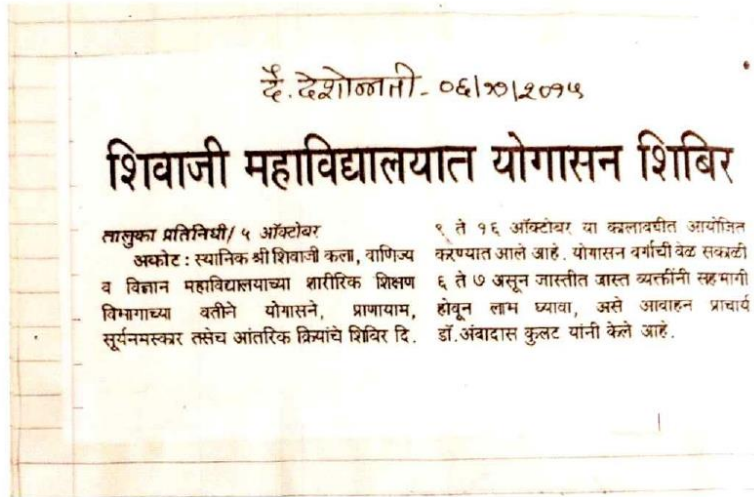 दै. देशोन्नती - ०६/१०/२०१५
शिवाजी महाविद्यालयात योगासन शिबिर
तालुका प्रतिनिधी/ ५ ऑक्टोबर
अकोट : स्थानिक श्री शिवाजी कला, वाणिज्य
व विज्ञान महाविद्यालयाच्या शारीरिक शिक्षण
विभागाच्या वतीने योगासने, प्राणायाम,
सूर्यनमस्कार तसेच आंतरिक क्रियांचे शिबिर दि.
९ ते १६ ऑक्टोबर या कालावधीत आयोजित
करण्यात आले आहे. योगासन वर्गाची वेळ सकाळी
६ ते ७ असून जास्तीत जास्त व्यक्तींनी सहभागी
होवून लाभ घ्यावा, असे आवाहन प्राचार्य
डॉ.अंबादास कुलट यांनी केले आहे.